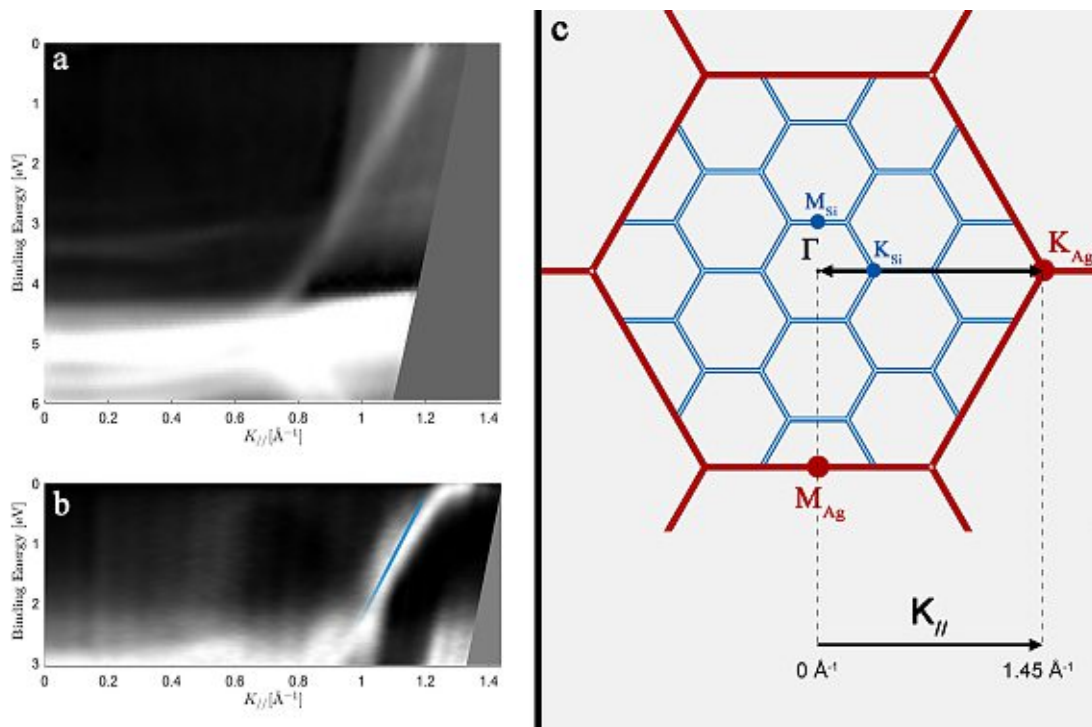 a
0
1
2
3
4
5
6
Binding Energy [eV]
0 0.2 0.4 0.6 0.8 1 1.2 1.4
K// [Å⁻¹]
b
0
1
2
3
Binding Energy [eV]
0 0.2 0.4 0.6 0.8 1 1.2 1.4
K// [Å⁻¹]
c
MSi
Γ
KSi
KAg
MAg
K//
0 Å⁻¹
1.45 Å⁻¹